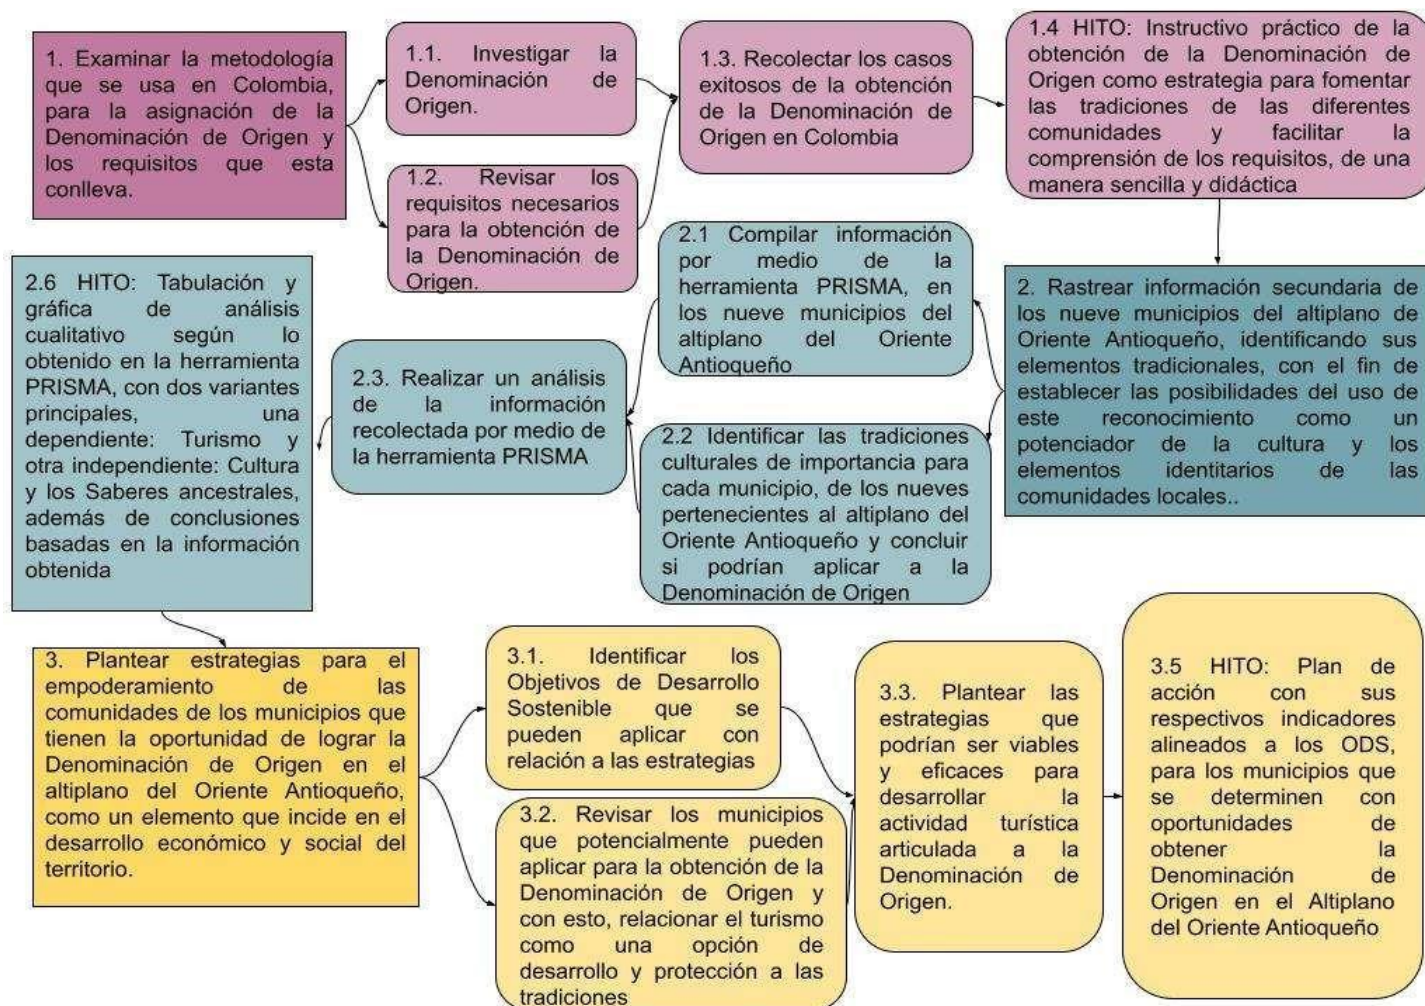 1. Examinar la metodología
que se usa en Colombia,
para la asignación de la
Denominación de Origen y
los requisitos que esta
conlleva.
1.1. Investigar la
Denominación de
Origen.
1.2. Revisar los
requisitos necesarios
para la obtención de
la Denominación de
Origen.
1.3. Recolectar los casos
exitosos de la obtención
de la Denominación de
Origen en Colombia
1.4 HITO: Instructivo práctico de la
obtención de la Denominación de
Origen como estrategia para fomentar
las tradiciones de las diferentes
comunidades y facilitar la
comprensión de los requisitos, de una
manera sencilla y didáctica
2. Rastrear información secundaria de
los nueve municipios del altiplano de
Oriente Antioqueño, identificando sus
elementos tradicionales, con el fin de
establecer las posibilidades del uso de
este reconocimiento como un
potenciador de la cultura y los
elementos identitarios de las
comunidades locales..
2.1 Compilar información
por medio de la
herramienta PRISMA, en
los nueve municipios del
altiplano del Oriente
Antioqueño
2.2 Identificar las tradiciones
culturales de importancia para
cada municipio, de los nueves
pertenecientes al altiplano del
Oriente Antioqueño y concluir
si podrían aplicar a la
Denominación de Origen
2.3. Realizar un análisis
de la información
recolectada por medio de
la herramienta PRISMA
2.6 HITO: Tabulación y
gráfica de análisis
cualitativo según lo
obtenido en la herramienta
PRISMA, con dos variantes
principales, una
dependiente: Turismo y
otra independiente: Cultura
y los Saberes ancestrales,
además de conclusiones
basadas en la información
obtenida
3. Plantear estrategias para el
empoderamiento de las
comunidades de los municipios que
tienen la oportunidad de lograr la
Denominación de Origen en el
altiplano del Oriente Antioqueño,
como un elemento que incide en el
desarrollo económico y social del
territorio.
3.1. Identificar los
Objetivos de Desarrollo
Sostenible que se
pueden aplicar con
relación a las estrategias
3.2. Revisar los municipios
que potencialmente pueden
aplicar para la obtención de la
Denominación de Origen y
con esto, relacionar el turismo
como una opción de
desarrollo y protección a las
tradiciones
3.3. Plantear las
estrategias que
podrían ser viables
y eficaces para
desarrollar la
actividad turística
articulada a la
Denominación de
Origen.
3.5 HITO: Plan de
acción con sus
respectivos indicadores
alineados a los ODS,
para los municipios que
se determinen con
oportunidades de
obtener la
Denominación de
Origen en el Altiplano
del Oriente Antioqueño